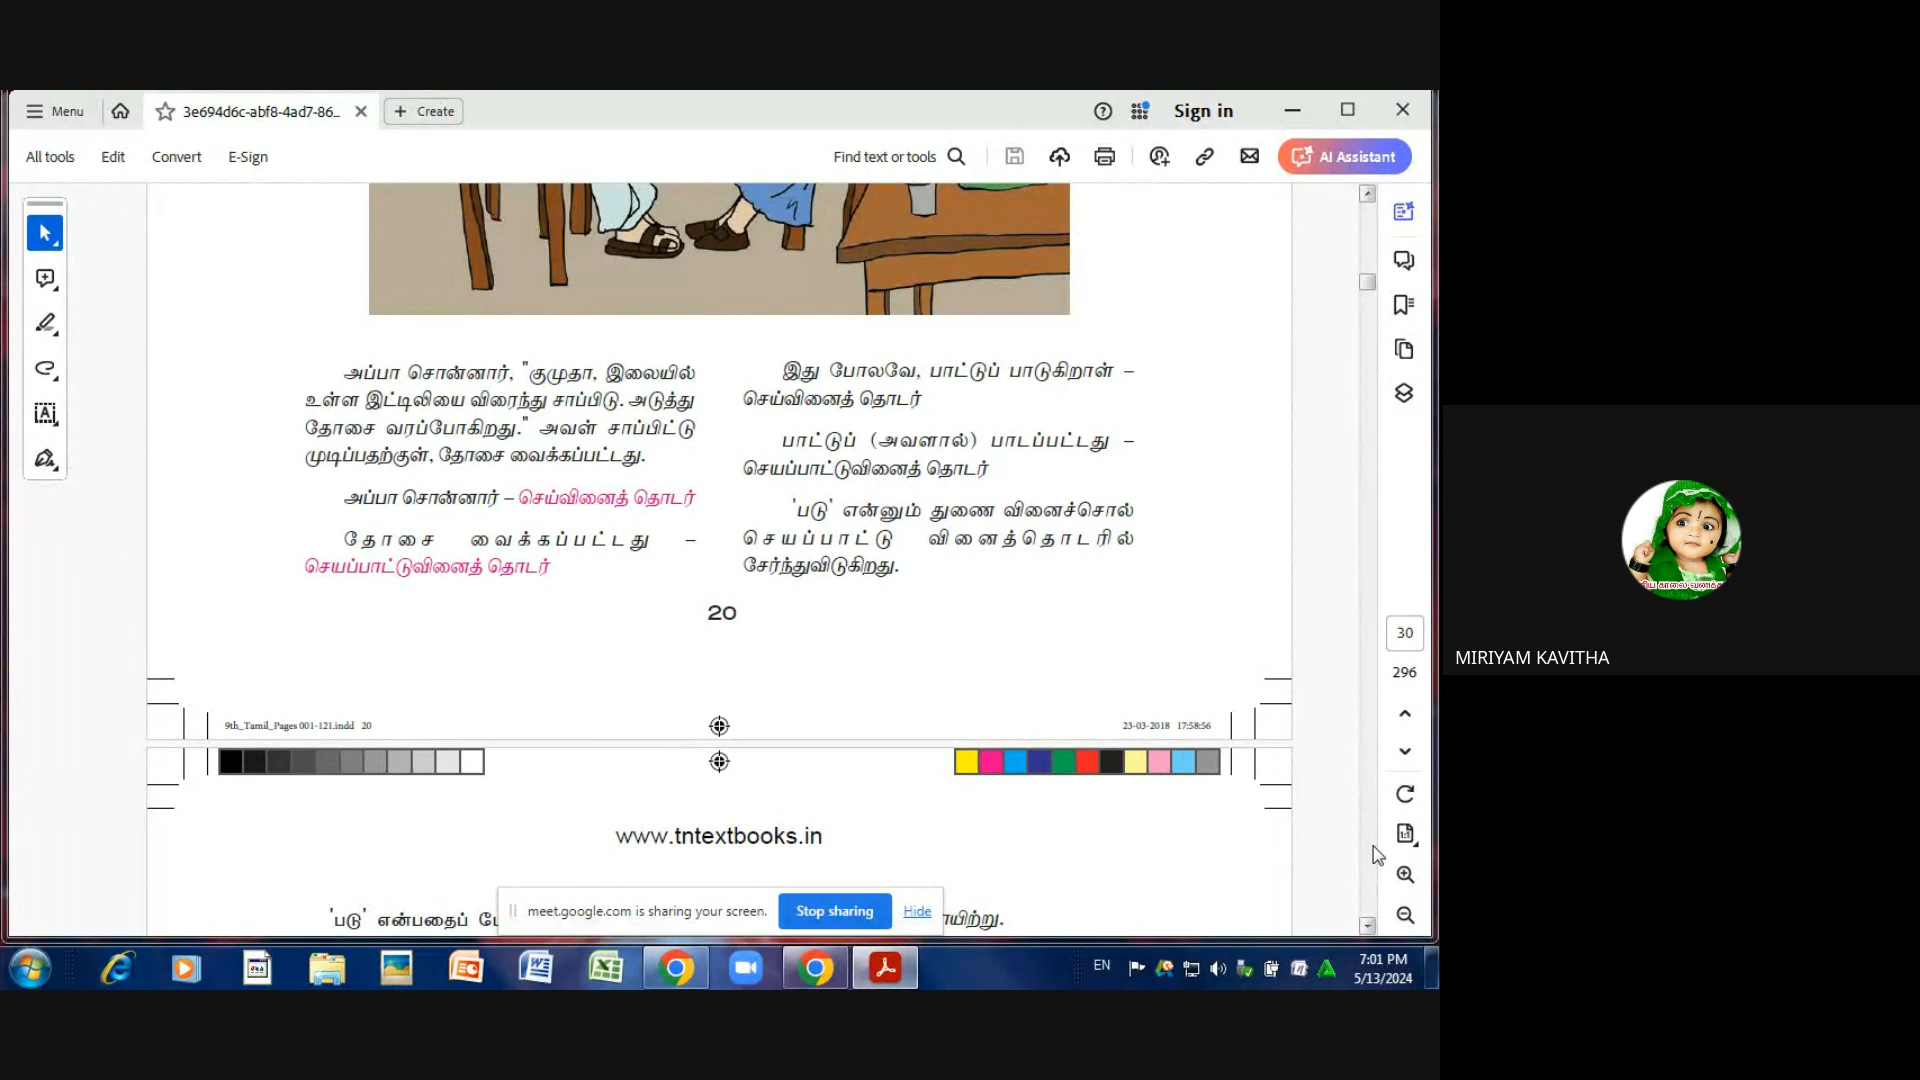 Menu
3e694d6c-abf8-4ad7-86...
Create
Sign in
All tools
Edit
Convert
E-Sign
Find text or tools
AI Assistant
அப்பா சொன்னார், "குமுதா, இலையில்
உள்ள இட்டிலியை விரைந்து சாப்பிடு. அடுத்து
தோசை வரப்போகிறது." அவள் சாப்பிட்டு
முடிப்பதற்குள், தோசை வைக்கப்பட்டது.
அப்பா சொன்னார் – செய்வினைத் தொடர்
தோசை வைக்கப்பட்டது –
செயப்பாட்டுவினைத் தொடர்
இது போலவே, பாட்டுப் பாடுகிறாள் –
செய்வினைத் தொடர்
பாட்டுப் (அவளால்) பாடப்பட்டது –
செயப்பாட்டுவினைத் தொடர்
'படு' என்னும் துணை வினைச்சொல்
செயப்பாட்டு வினைத்தொடரில்
சேர்ந்துவிடுகிறது.
20
30
296
MIRIYAM KAVITHA
9th_Tamil_Pages 001-121.indd 20
23-03-2018 17:58:56
www.tntextbooks.in
'படு' என்பதைப்
meet.google.com is sharing your screen.
Stop sharing
Hide
EN
7:01 PM
5/13/2024